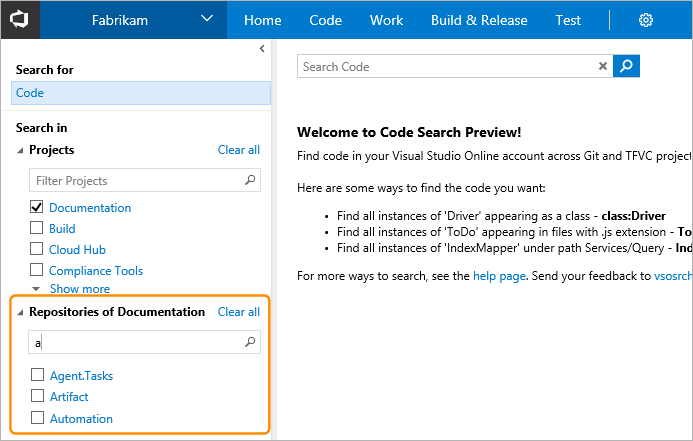 Fabrikam Home Code Work Build & Release Test
Search for
Code
Search in
Projects Clear all
Filter Projects
Documentation
Build
Cloud Hub
Compliance Tools
Show more
Repositories of Documentation Clear all
a
Agent.Tasks
Artifact
Automation
Search Code
Welcome to Code Search Preview!
Find code in your Visual Studio Online account across Git and TFVC project
Here are some ways to find the code you want:
• Find all instances of 'Driver' appearing as a class - class:Driver
• Find all instances of 'ToDo' appearing in files with .js extension - To
• Find all instances of 'IndexMapper' under path Services/Query - Ind
For more ways to search, see the help page. Send your feedback to vsosrch